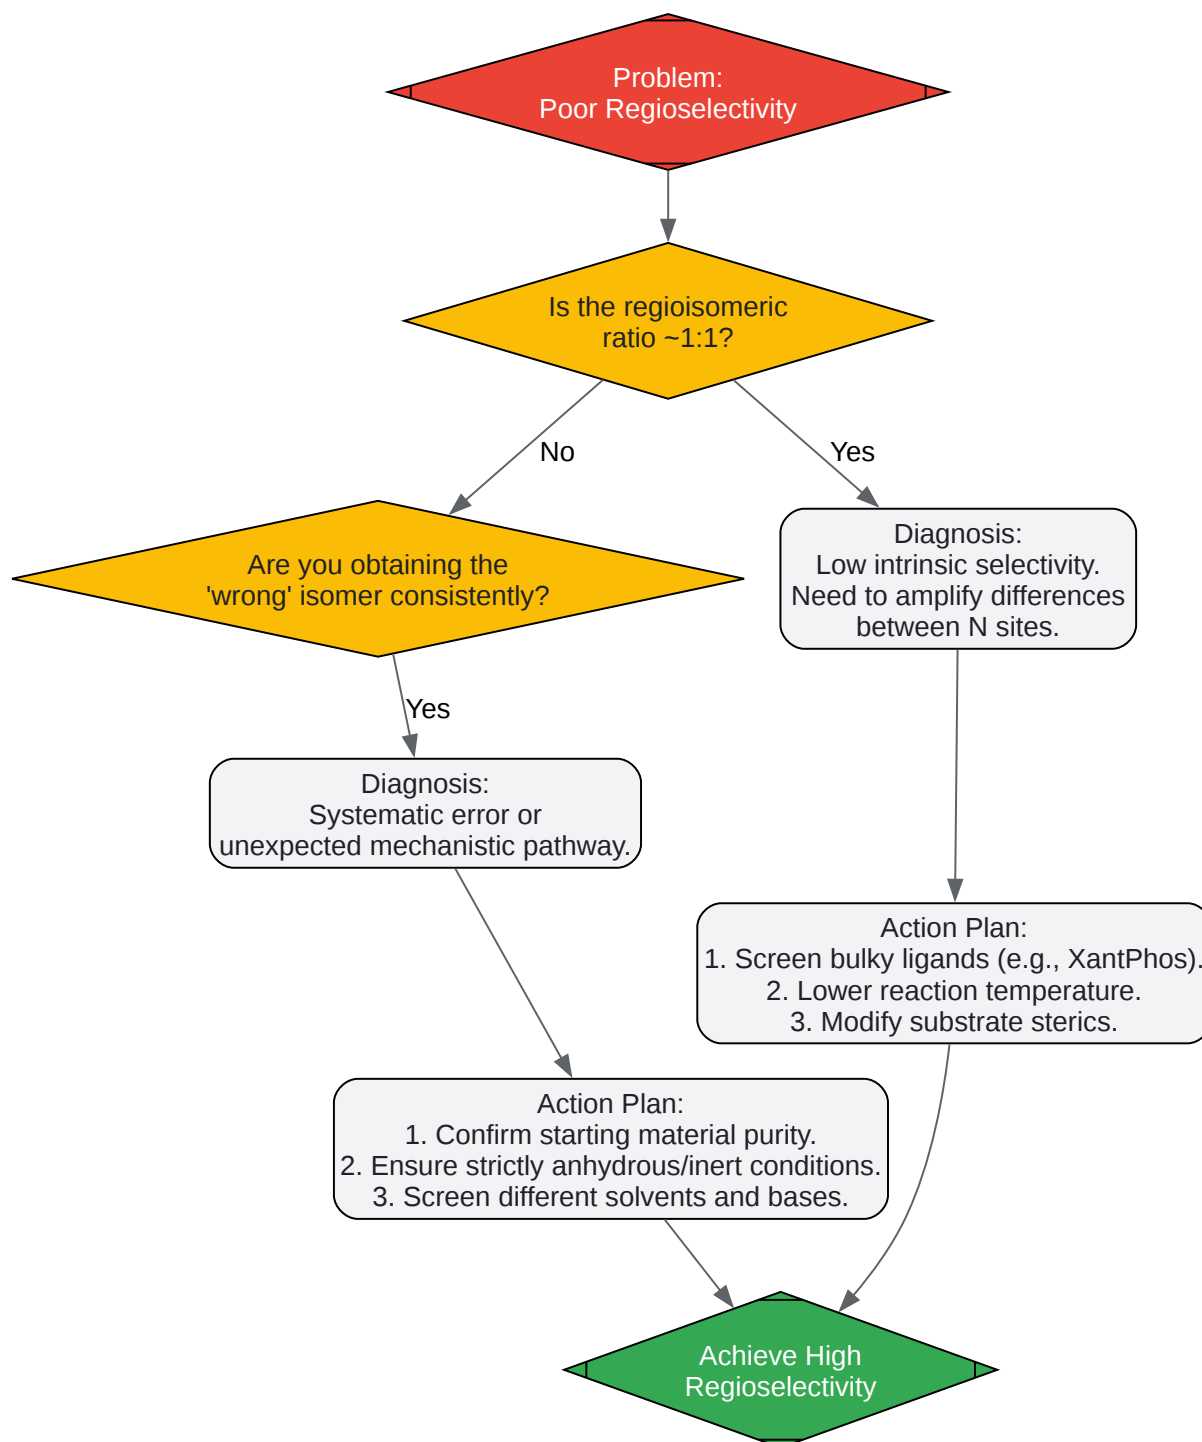 Problem:
Poor Regioselectivity
Is the regioisomeric
ratio ~1:1?
No
Yes
Are you obtaining the
'wrong' isomer consistently?
Diagnosis:
Low intrinsic selectivity.
Need to amplify differences
between N sites.
Yes
Diagnosis:
Systematic error or
unexpected mechanistic pathway.
Action Plan:
1. Screen bulky ligands (e.g., XantPhos).
2. Lower reaction temperature.
3. Modify substrate sterics.
Action Plan:
1. Confirm starting material purity.
2. Ensure strictly anhydrous/inert conditions.
3. Screen different solvents and bases.
Achieve High
Regioselectivity